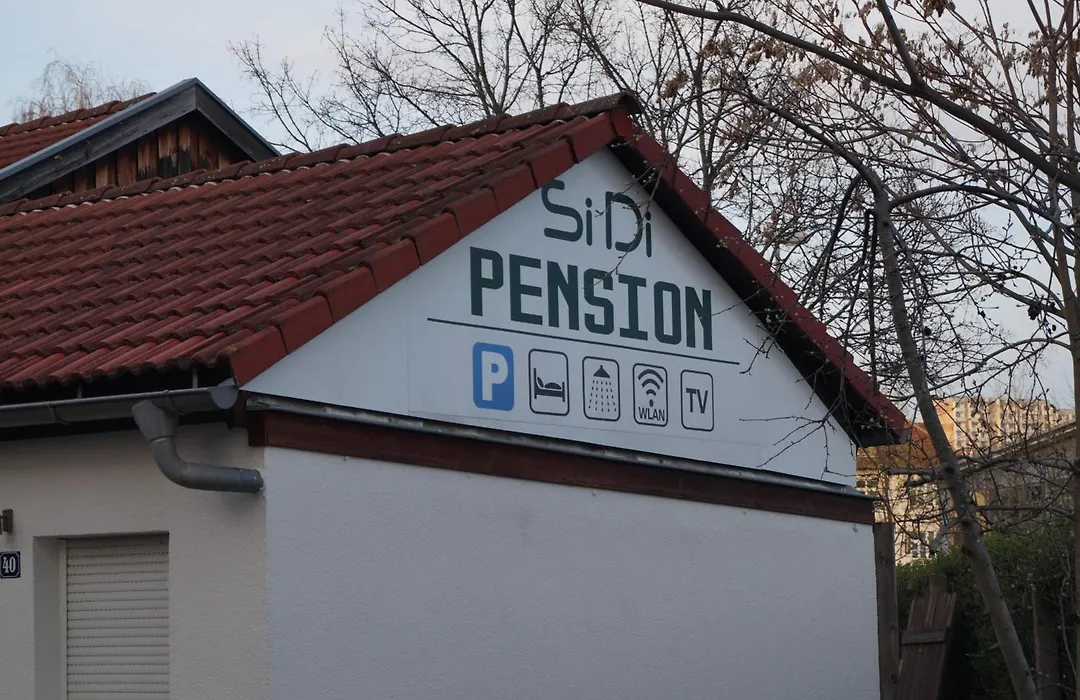 SiDi
PENSION
P
WLAN
TV
40